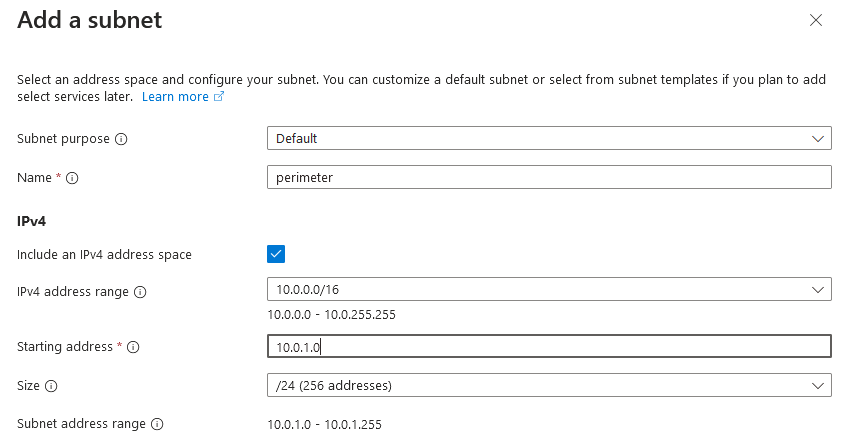 Add a subnet
Select an address space and configure your subnet. You can customize a default subnet or select from subnet templates if you plan to add
select services later. Learn more
Subnet purpose
Default
Name *
perimeter
IPv4
Include an IPv4 address space
IPv4 address range
10.0.0.0/16
10.0.0.0 - 10.0.255.255
Starting address *
10.0.1.0
Size
/24 (256 addresses)
Subnet address range
10.0.1.0 - 10.0.1.255